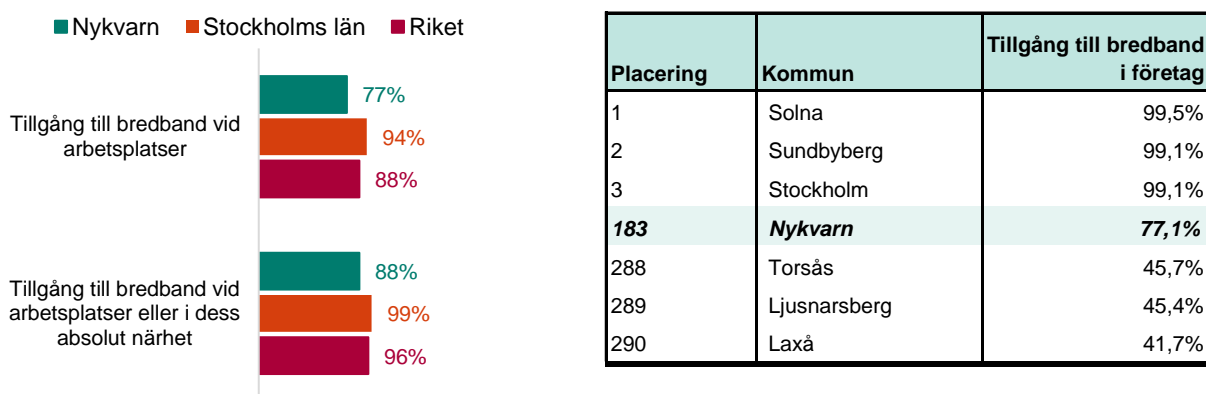 Nykvarn Stockholms län Riket
Tillgång till bredband vid
arbetsplatser
77%
94%
88%
Tillgång till bredband vid
arbetsplatser eller i dess
absolut närhet
88%
99%
96%
Placering Kommun Tillgång till bredband
i företag
1 Solna 99,5%
2 Sundbyberg 99,1%
3 Stockholm 99,1%
183 Nykvarn 77,1%
288 Torsås 45,7%
289 Ljusnarsberg 45,4%
290 Laxå 41,7%